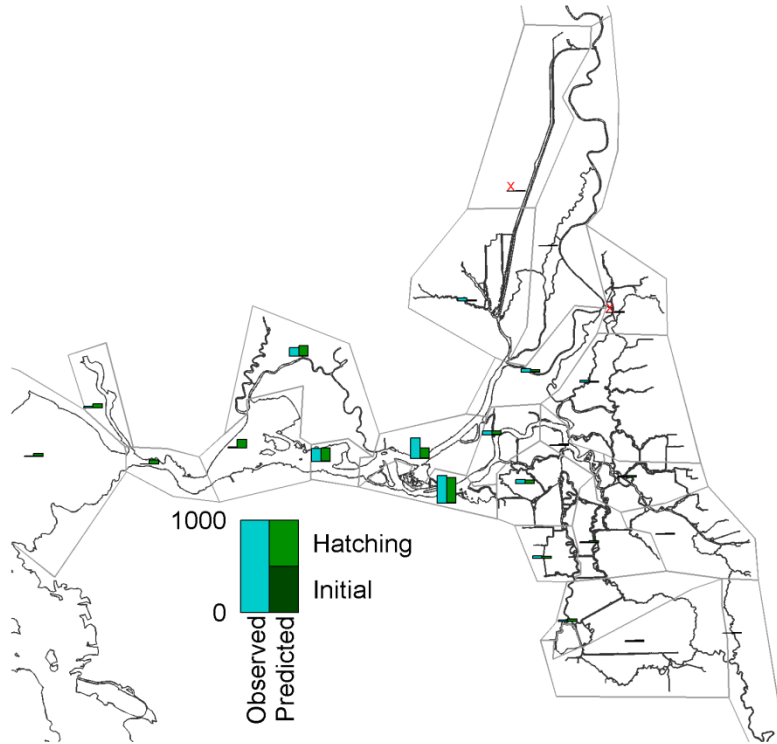 X
X
1000
0
Hatching
Initial
Observed
Predicted